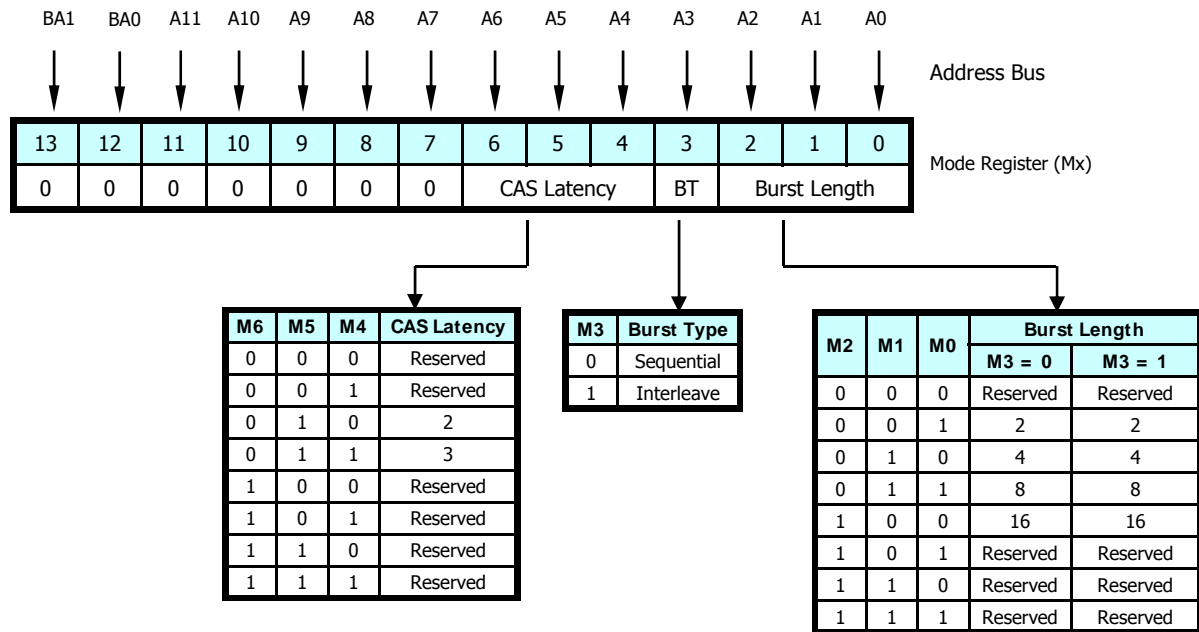 BA1 BA0 A11 A10 A9 A8 A7 A6 A5 A4 A3 A2 A1 A0
Address Bus
13 12 11 10 9 8 7 6 5 4 3 2 1 0
0 0 0 0 0 0 0 CAS Latency BT Burst Length
Mode Register (Mx)
M6 M5 M4 CAS Latency
0 0 0 Reserved
0 0 1 Reserved
0 1 0 2
0 1 1 3
1 0 0 Reserved
1 0 1 Reserved
1 1 0 Reserved
1 1 1 Reserved
M3 Burst Type
0 Sequential
1 Interleave
M2 M1 M0 Burst Length
M3 = 0 M3 = 1
0 0 0 Reserved Reserved
0 0 1 2 2
0 1 0 4 4
0 1 1 8 8
1 0 0 16 16
1 0 1 Reserved Reserved
1 1 0 Reserved Reserved
1 1 1 Reserved Reserved